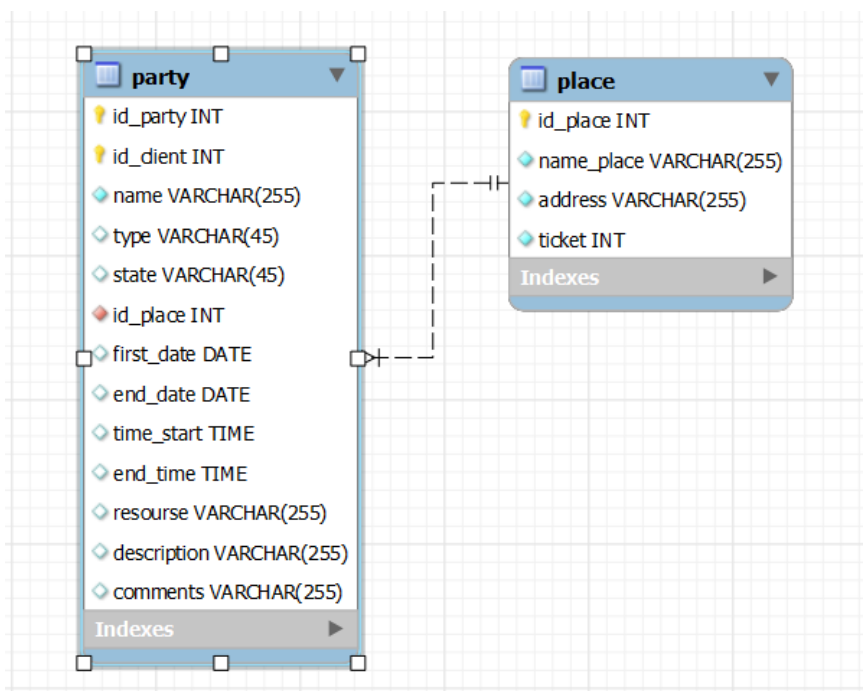 party
id_party INT
id_client INT
name VARCHAR(255)
type VARCHAR(45)
state VARCHAR(45)
id_place INT
first_date DATE
end_date DATE
time_start TIME
end_time TIME
resourse VARCHAR(255)
description VARCHAR(255)
comments VARCHAR(255)
Indexes
place
id_place INT
name_place VARCHAR(255)
address VARCHAR(255)
ticket INT
Indexes